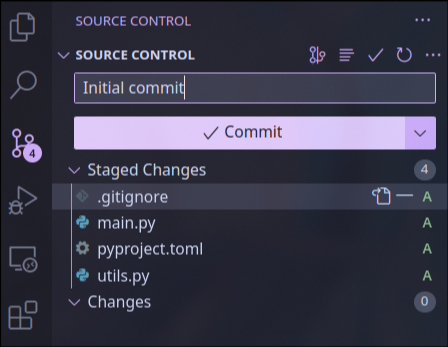 SOURCE CONTROL
SOURCE CONTROL
Initial commit
Commit
4
Staged Changes 4
.gitignore A
main.py A
pyproject.toml A
utils.py A
Changes 0